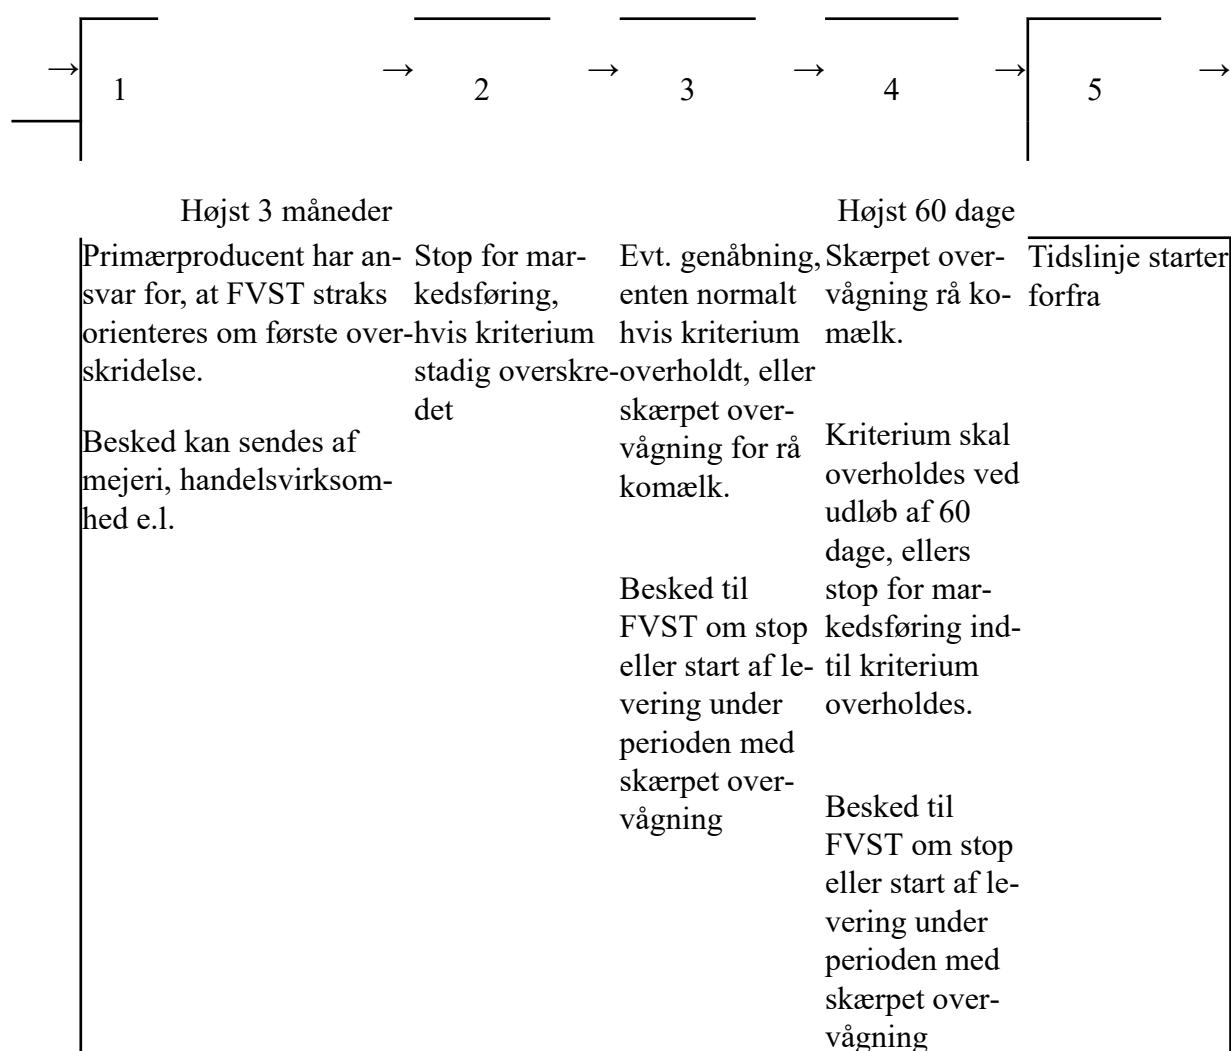 → 1 → 2 → 3 → 4 → 5 →
Højst 3 måneder
Højst 60 dage
Primærproducent har an-
svar for, at FVST straks
orienteres om første over-
skridelse.
Besked kan sendes af
mejeri, handelsvirksom-
hed e.l.
Stop for mar-
kedsføring,
hvis kriterium
stadig overskre-
det
Evt. genåbning,
enten normalt
hvis kriterium
overholdt, eller
skærpet over-
vågning for rå
komælk.
Besked til
FVST om stop
eller start af le-
vering under
perioden med
skærpet over-
vågning
Skærpet over-
vågning rå ko-
mælk.
Kriterium skal
overholdes ved
udløb af 60
dage, ellers
stop for mar-
kedsføring ind-
til kriterium
overholdes.
Besked til
FVST om stop
eller start af le-
vering under
perioden med
skærpet over-
vågning
Tidslinje starter
forfra